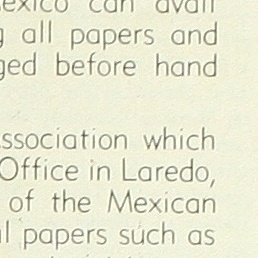 Mexico can avail
all papers and
ged before hand
ssociation which
Office in Laredo,
of the Mexican
l papers such as